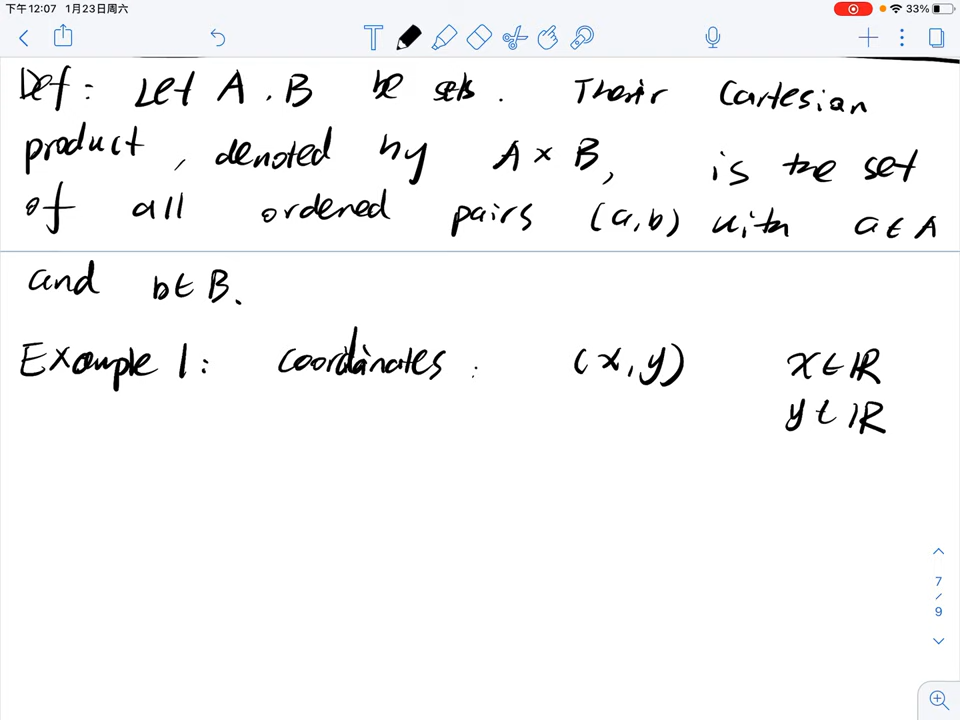 下午12:07 1月23日周六
33%
Def: Let A, B be sets. Their Cartesian
product, denoted by A × B, is the set
of all ordered pairs (a,b) with a ∈ A
and b ∈ B.
Example 1: coordinates: (x,y) x ∈ ℝ
y ∈ ℝ
7
/
9